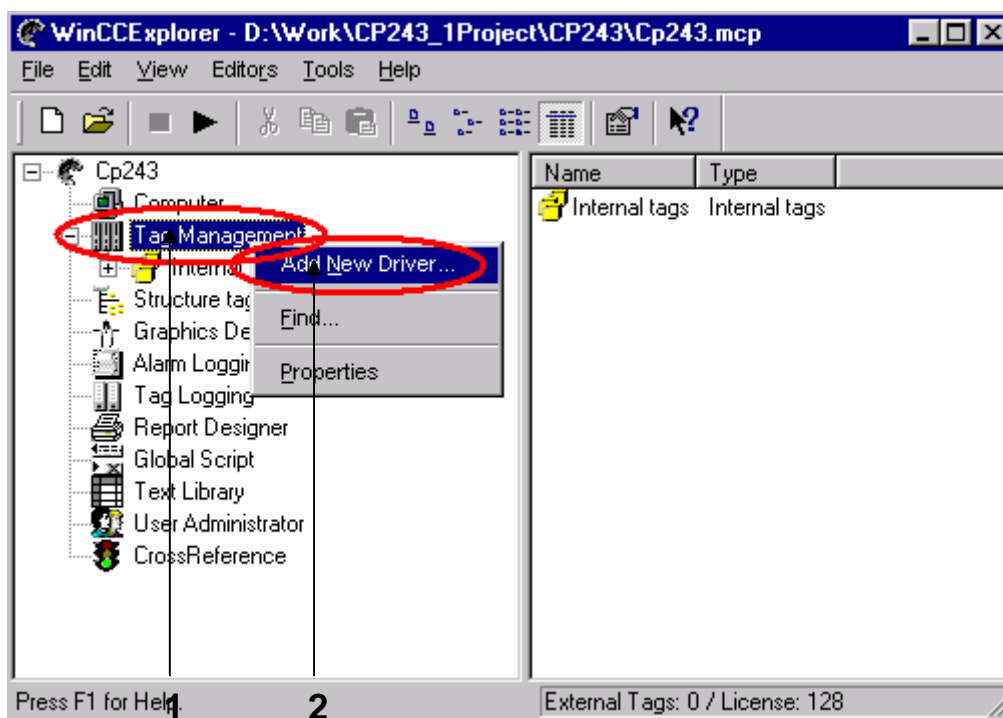 WinCCExplorer - D:\Work\CP243_1Project\CP243\Cp243.mcp
File Edit View Editors Tools Help
Cp243
Computer
Tag Management
Internal
Structure tag
Graphics De
Alarm Loggin
Tag Logging
Report Designer
Global Script
Text Library
User Administrator
CrossReference
Add New Driver...
Find...
Properties
Name Type
Internal tags Internal tags
Press F1 for Help.
1 2
External Tags: 0 / License: 128